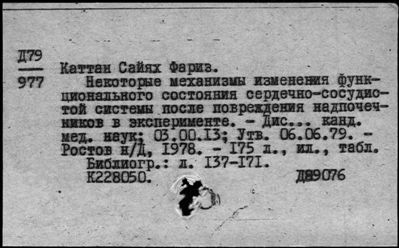 Д79
977
Каттан Сайях Фариз.
Некоторые механизмы изменения функ-
ционального состояния сердечно-сосудис-
той системы после повреждения надпочеч-
ников в эксперименте. - Дис... канд.
мед. наук: 03.00.13; Утв. 06.06.79. -
Ростов н/Д, 1978. - 175 л., ил., табл.
Библиогр.: л. 137-171.
К228050. Д89076